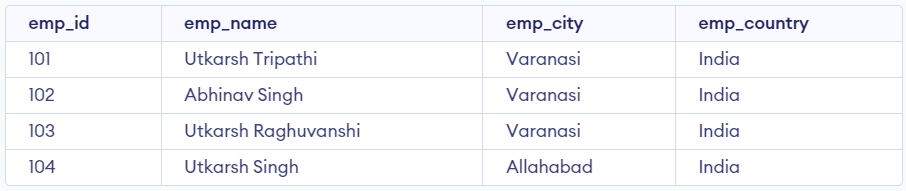 emp_id emp_name emp_city emp_country
101 Utkarsh Tripathi Varanasi India
102 Abhinav Singh Varanasi India
103 Utkarsh Raghuvanshi Varanasi India
104 Utkarsh Singh Allahabad India